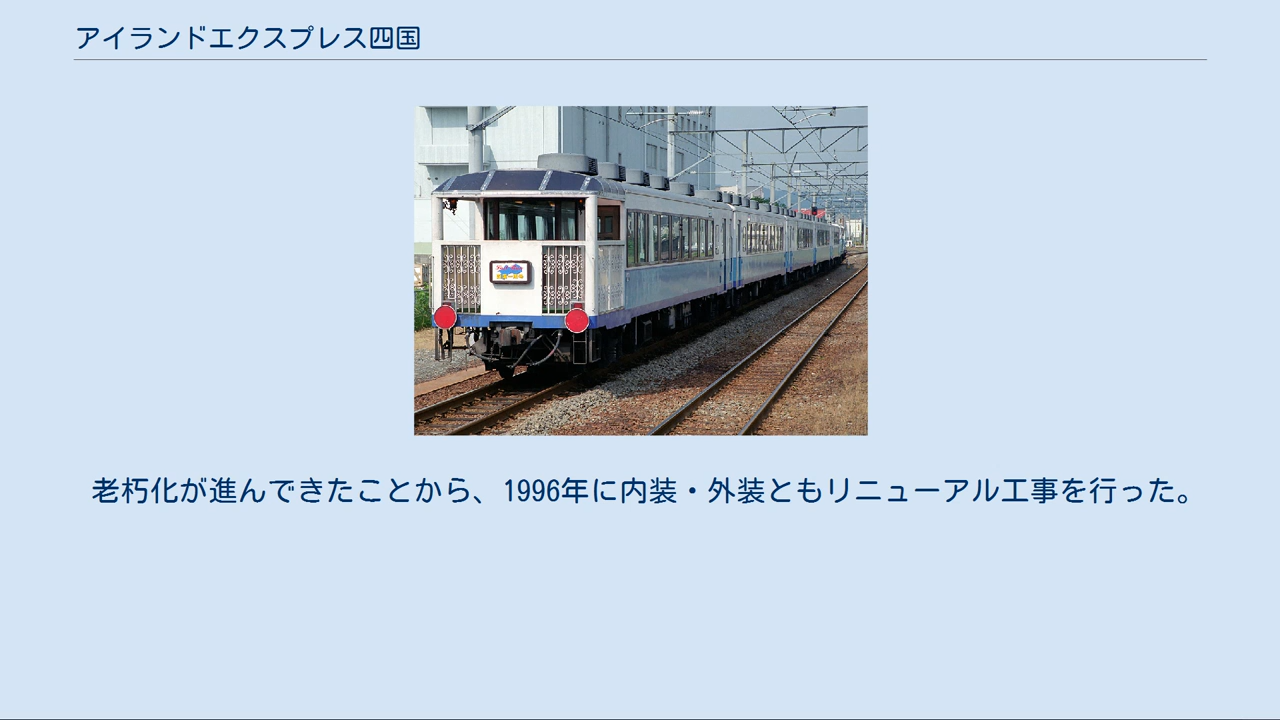 アイランドエクスプレス四国
老朽化が進んできたことから、1996年に内装・外装ともリニューアル工事を行った。